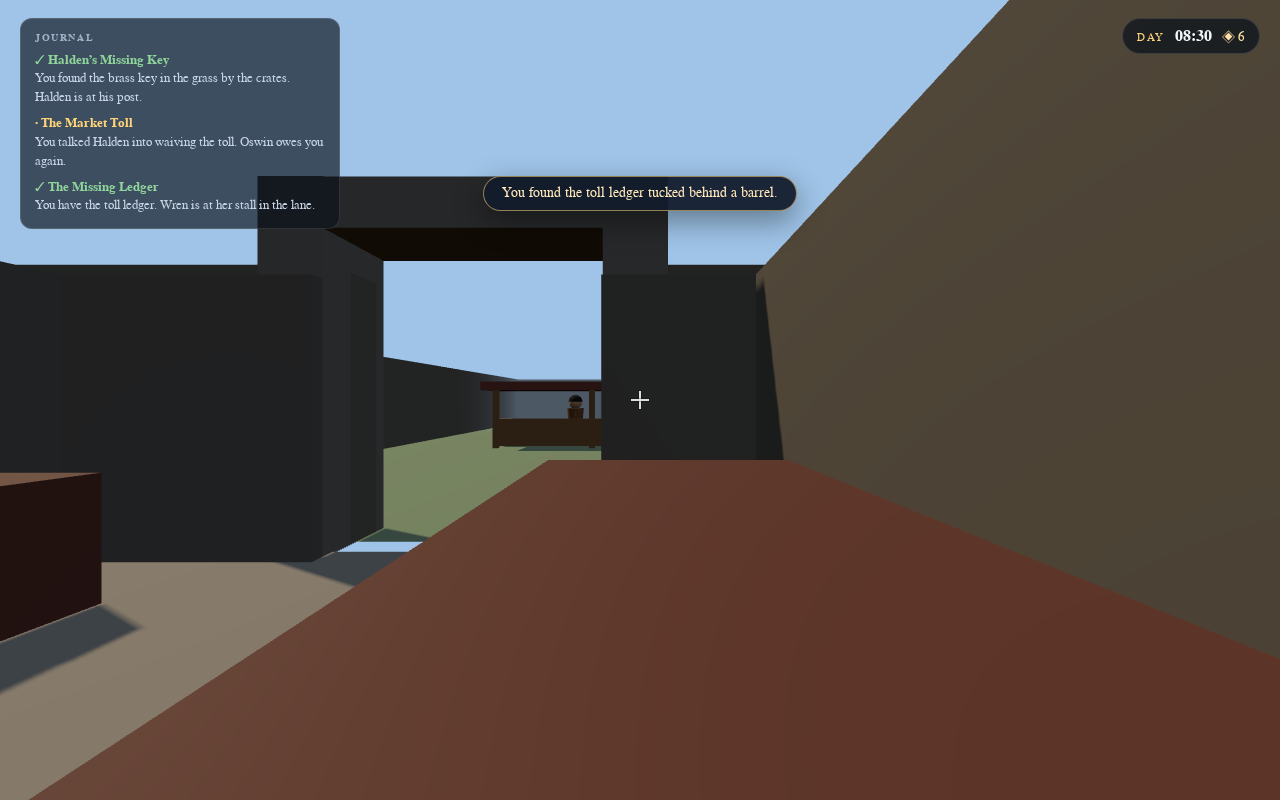 JOURNAL
✓ Halden's Missing Key
You found the brass key in the grass by the crates.
Halden is at his post.
· The Market Toll
You talked Halden into waiving the toll. Oswin owes you
again.
✓ The Missing Ledger
You have the toll ledger. Wren is at her stall in the lane.
You found the toll ledger tucked behind a barrel.
DAY 08:30 ◈ 6